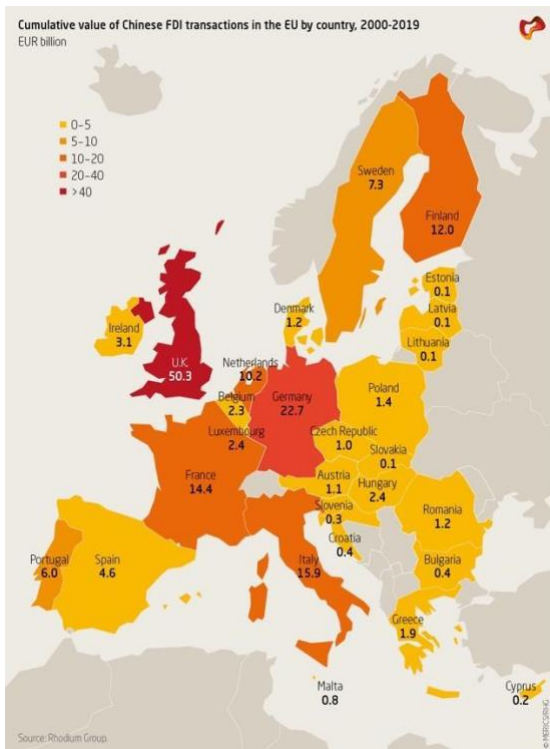 Cumulative value of Chinese FDI transactions in the EU by country, 2000-2019
EUR billion
0–5
5–10
10–20
20–40
>40
Sweden
7.3
Finland
12.0
Estonia
0.1
Latvia
0.1
Lithuania
0.1
Denmark
1.2
Ireland
3.1
U.K.
50.3
Netherlands
10.2
Belgium
2.3
Luxembourg
2.4
Germany
22.7
Poland
1.4
Czech Republic
1.0
Slovakia
0.1
Austria
1.1
Hungary
2.4
Slovenia
0.3
Croatia
0.4
Romania
1.2
Bulgaria
0.4
France
14.4
Portugal
6.0
Spain
4.6
Italy
15.9
Greece
1.9
Malta
0.8
Cyprus
0.2
Source: Rhodium Group.
© MERICS/RHG